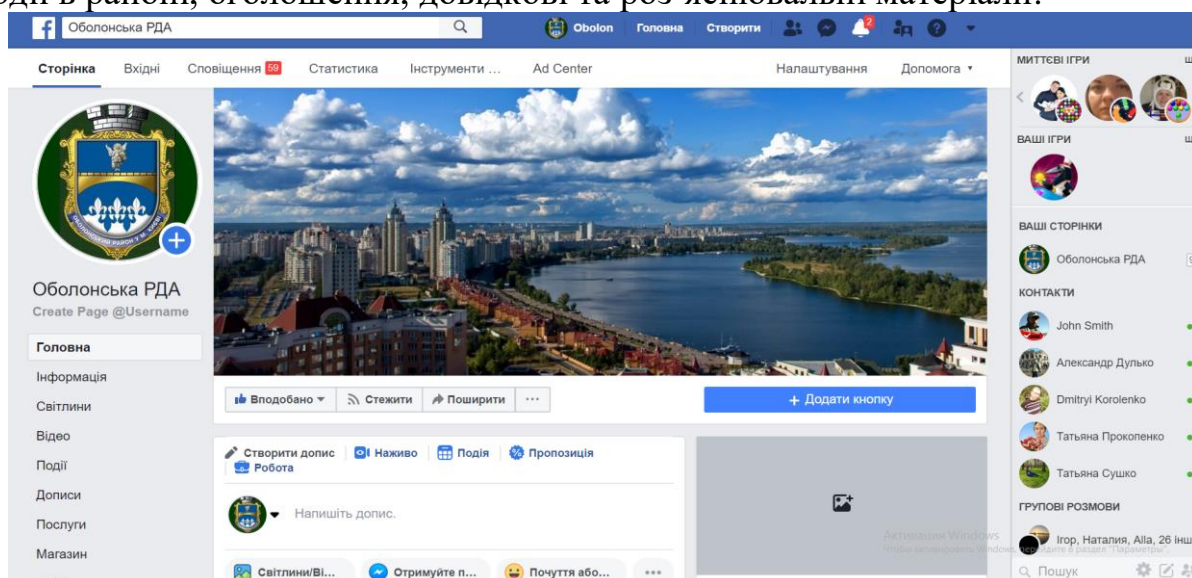 оди в районі, оголошення, довідкові та роз’яснювальні матеріали.
Оболонська РДА
Obolon Головна Створити 2
Сторінка Вхідні Сповіщення 59 Статистика Інструменти ... Ad Center Налаштування Допомога
МИТТЄВІ ІГРИ
ВАШІ ІГРИ
ВАШІ СТОРІНКИ
Оболонська РДА
КОНТАКТИ
John Smith
Александр Дулько
Dmitryi Korolenko
Татьяна Прокопенко
Татьяна Сушко
ГРУПОВІ РОЗМОВИ
Ігор, Наталия, Alla, 26 інш
Пошук
Оболонська РДА
Create Page @Username
Головна
Інформація
Світлини
Відео
Події
Дописи
Послуги
Магазин
Вподобано Стежити Поширити ...
+ Додати кнопку
Створити допис Наживо Подія Пропозиція
Робота
Напишіть допис.
Світлини/Ві... Отримуйте п... Почуття або... ...
Активация Windows